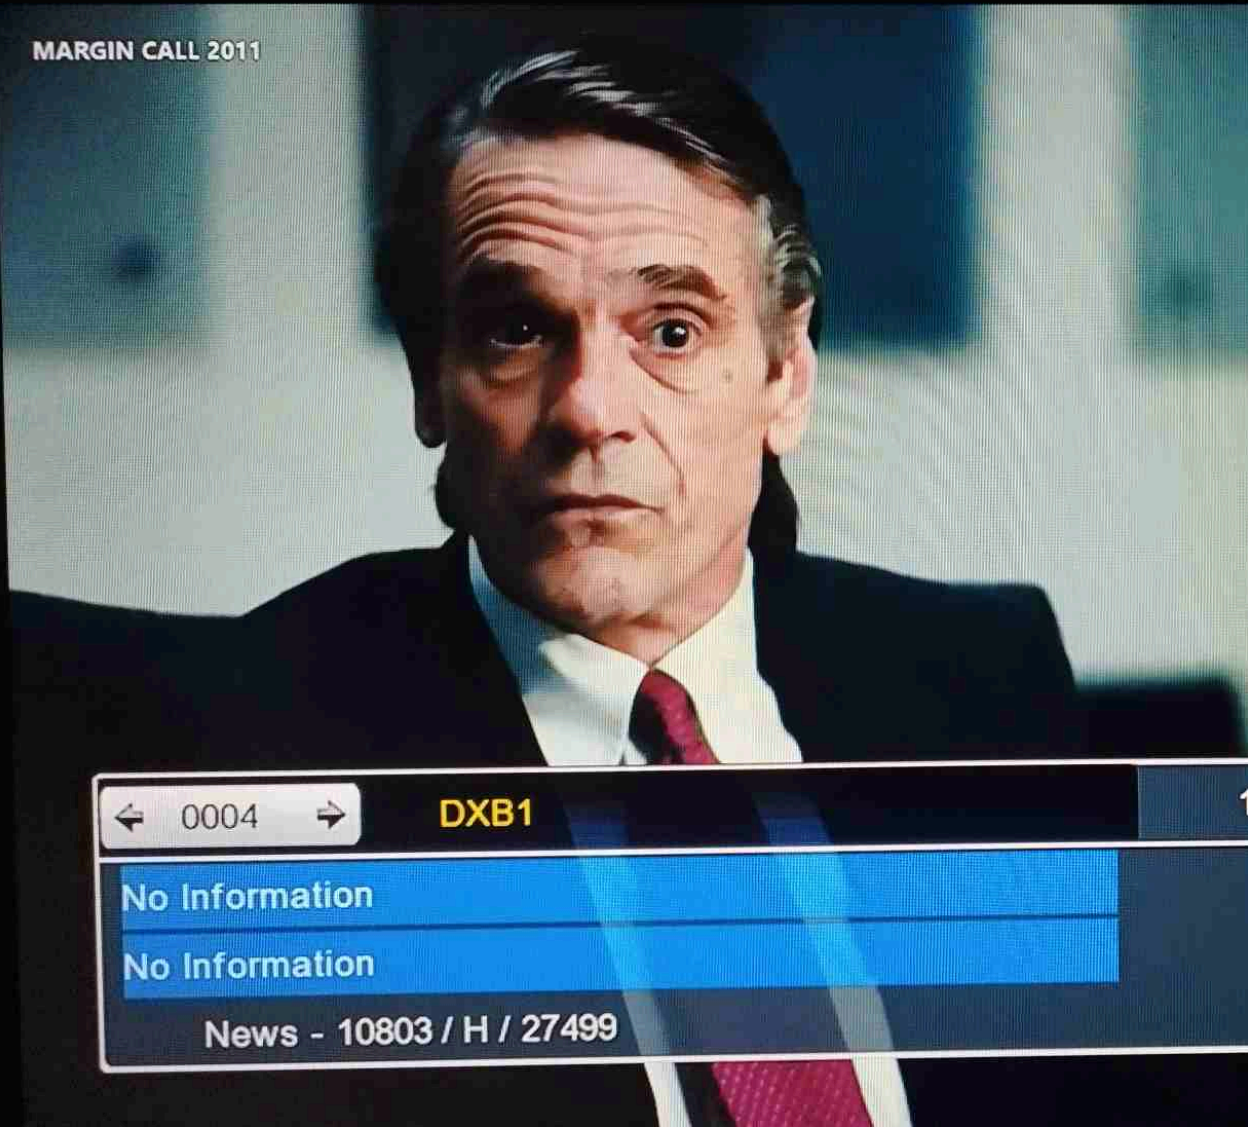 MARGIN CALL 2011
0004
DXB1
No Information
No Information
News - 10803 / H / 27499